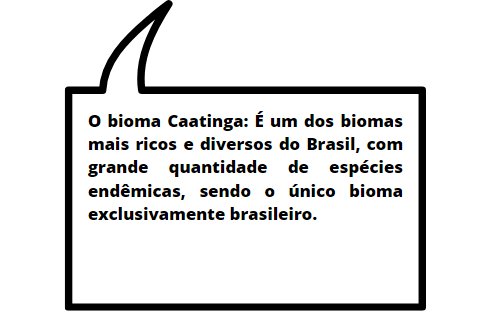 O bioma Caatinga: É um dos biomas
mais ricos e diversos do Brasil, com
grande quantidade de espécies
endêmicas, sendo o único bioma
exclusivamente brasileiro.